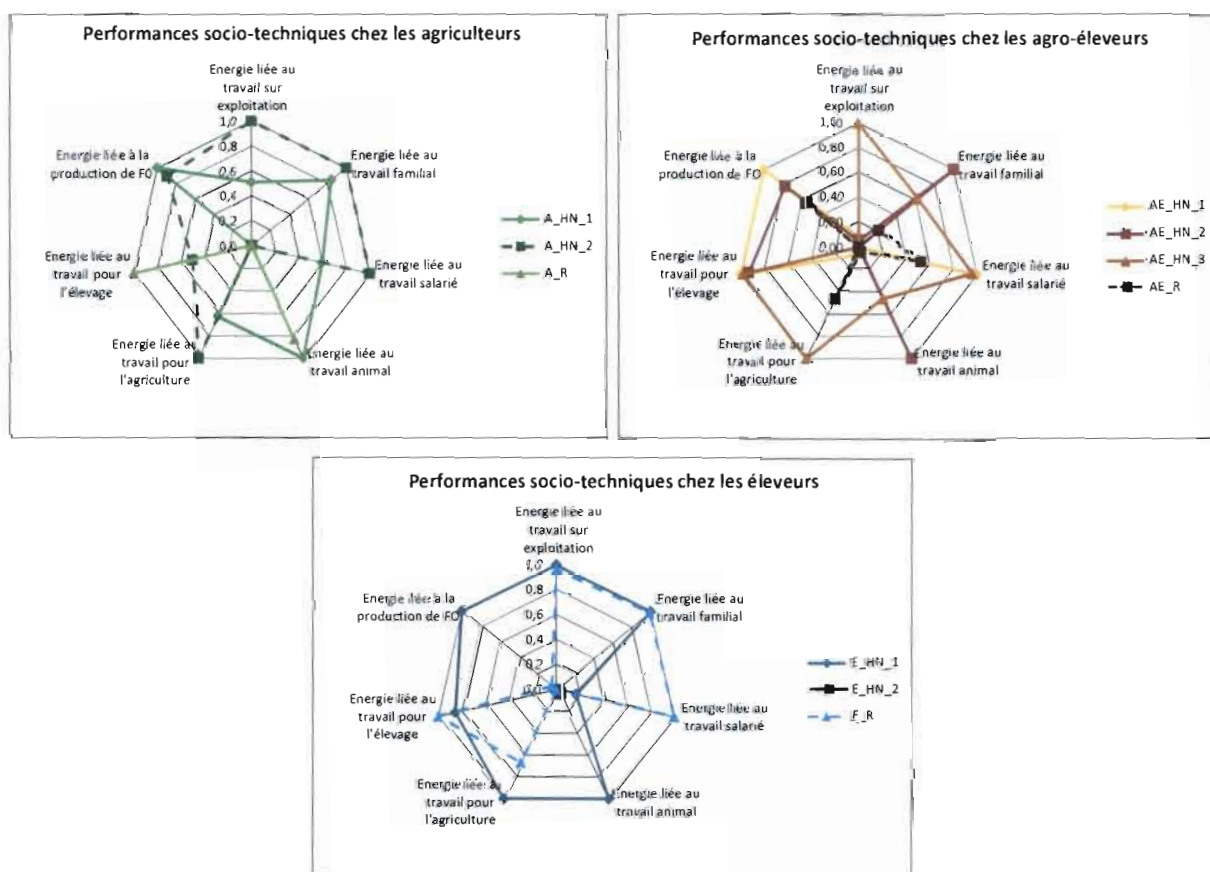 Performances socio-techniques chez les agriculteurs
Energie liée au
travail sur
exploitation
1,0
0,8
0,6
0,4
0,2
0,0
Energie liée au
travail familial
Energie liée au
travail salarié
Energie liée au
travail animal
Energie liée au
travail pour
l'agriculture
Energie liée au
travail pour
l'élevage
Energie liée à la
production de FO
A_HN_1
A_HN_2
A_R
Performances socio-techniques chez les agro-éleveurs
Energie liée au
travail sur
exploitation
1,00
0,80
0,60
0,40
0,20
0,00
Energie liée au
travail familial
Energie liée au
travail salarié
Energie liée au
travail animal
Energie liée au
travail pour
l'agriculture
Energie liée au
travail pour
l'élevage
Energie liée à la
production de FO
AE_HN_1
AE_HN_2
AE_HN_3
AE_R
Performances socio-techniques chez les éleveurs
Energie liée au
travail sur
exploitation
1,0
0,8
0,6
0,4
0,2
0,0
Energie liée au
travail familial
Energie liée au
travail salarié
Energie liée au
travail animal
Energie liée au
travail pour
l'agriculture
Energie liée au
travail pour
l'élevage
Energie liée à la
production de FO
E_HN_1
E_HN_2
E_R